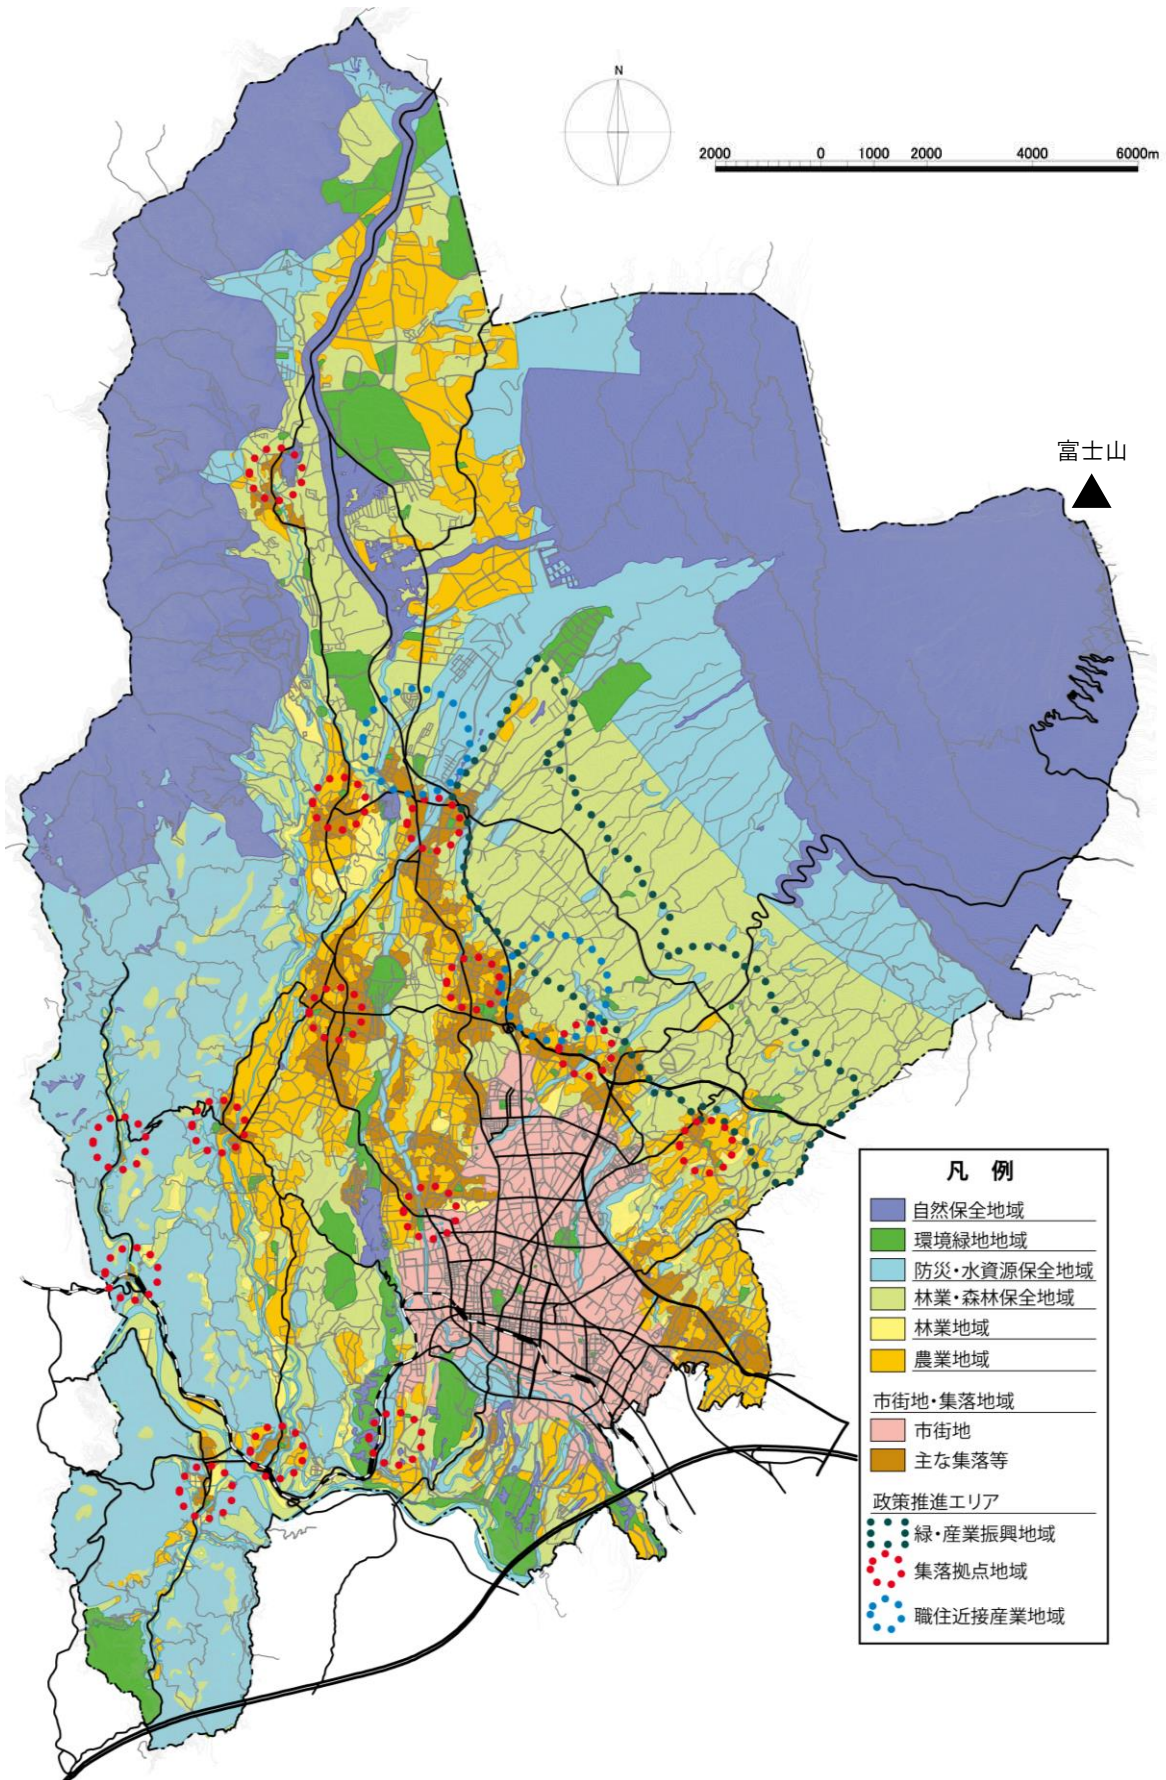 N
2000 0 1000 2000 4000 6000m
富士山
凡 例
自然保全地域
環境緑地地域
防災・水資源保全地域
林業・森林保全地域
林業地域
農業地域
市街地・集落地域
市街地
主な集落等
政策推進エリア
緑・産業振興地域
集落拠点地域
職住近接産業地域